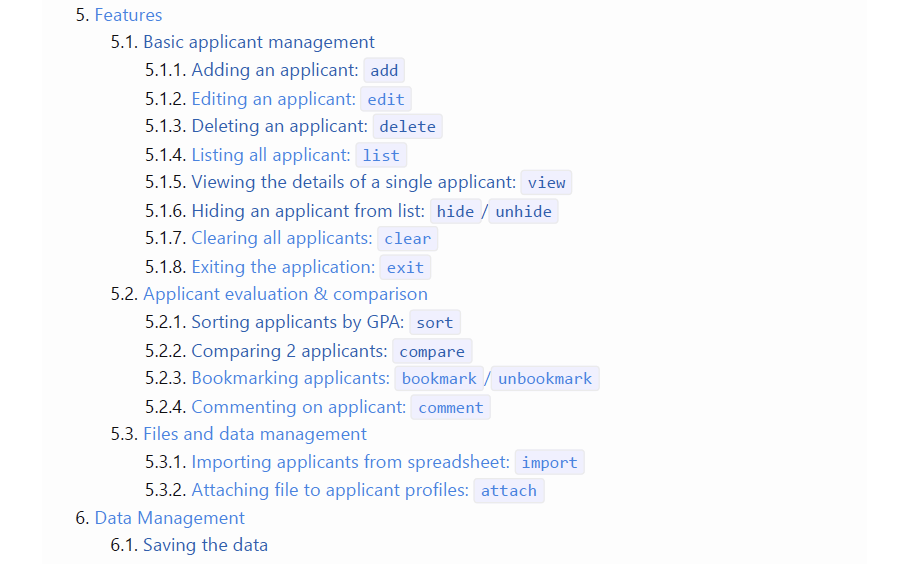 5. Features
5.1. Basic applicant management
5.1.1. Adding an applicant: add
5.1.2. Editing an applicant: edit
5.1.3. Deleting an applicant: delete
5.1.4. Listing all applicant: list
5.1.5. Viewing the details of a single applicant: view
5.1.6. Hiding an applicant from list: hide/unhide
5.1.7. Clearing all applicants: clear
5.1.8. Exiting the application: exit
5.2. Applicant evaluation & comparison
5.2.1. Sorting applicants by GPA: sort
5.2.2. Comparing 2 applicants: compare
5.2.3. Bookmarking applicants: bookmark/unbookmark
5.2.4. Commenting on applicant: comment
5.3. Files and data management
5.3.1. Importing applicants from spreadsheet: import
5.3.2. Attaching file to applicant profiles: attach
6. Data Management
6.1. Saving the data